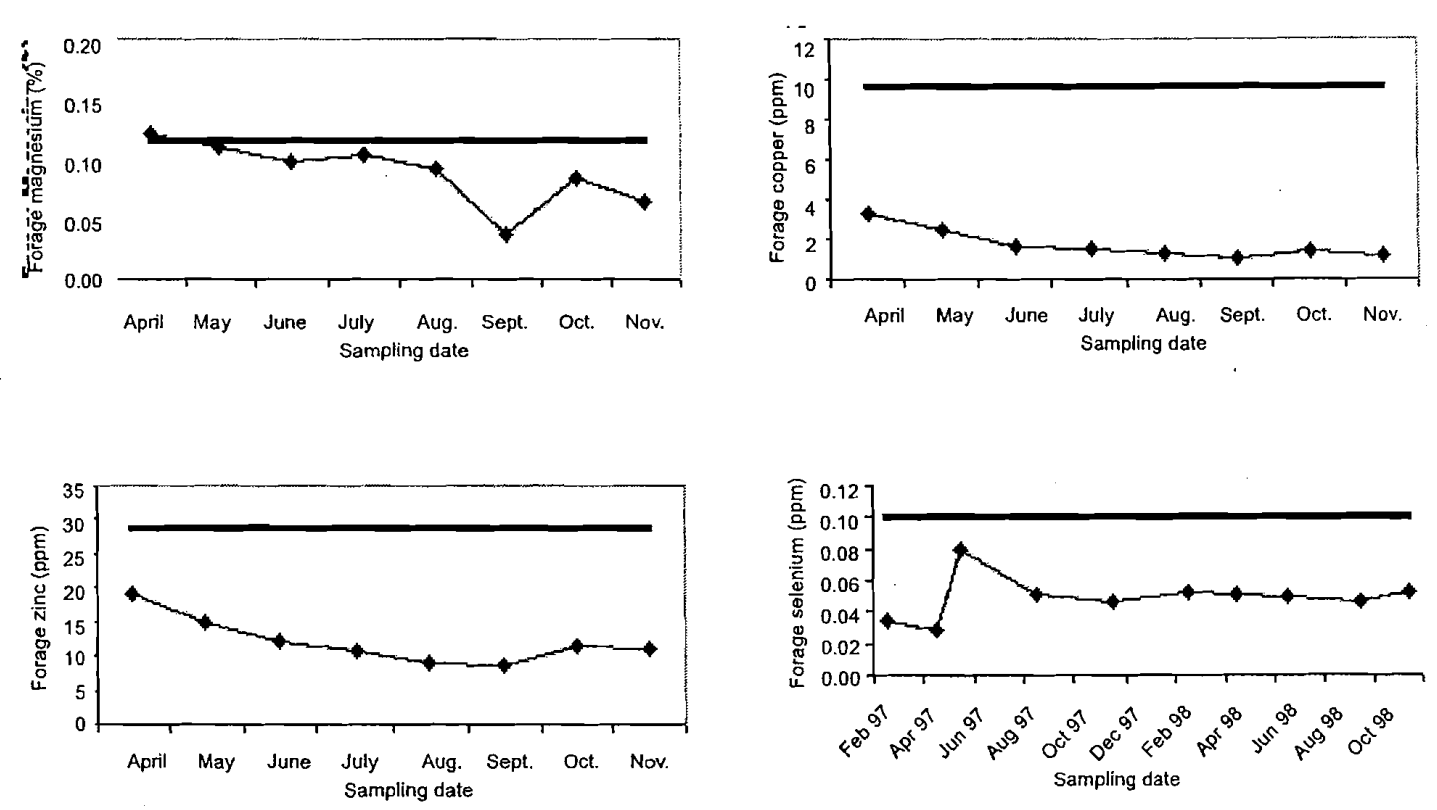 Forage magnesium (%)
0.20
0.15
0.10
0.05
0.00
April May June July Aug. Sept. Oct. Nov.
Sampling date
Forage copper (ppm)
12
10
8
6
4
2
0
April May June July Aug. Sept. Oct. Nov.
Sampling date
Forage zinc (ppm)
35
30
25
20
15
10
5
0
April May June July Aug. Sept. Oct. Nov.
Sampling date
Forage selenium (ppm)
0.12
0.10
0.08
0.06
0.04
0.02
0.00
Feb 97 Apr 97 Jun 97 Aug 97 Oct 97 Dec 97 Feb 98 Apr 98 Jun 98 Aug 98 Oct 98
Sampling date